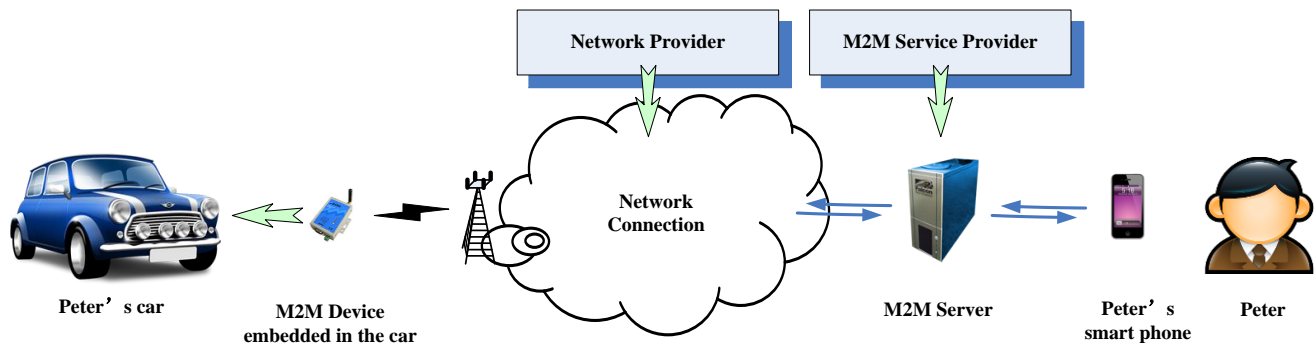 Network Provider
M2M Service Provider
Network
Connection
Peter's car
M2M Device
embedded in the car
M2M Server
Peter's
smart phone
Peter